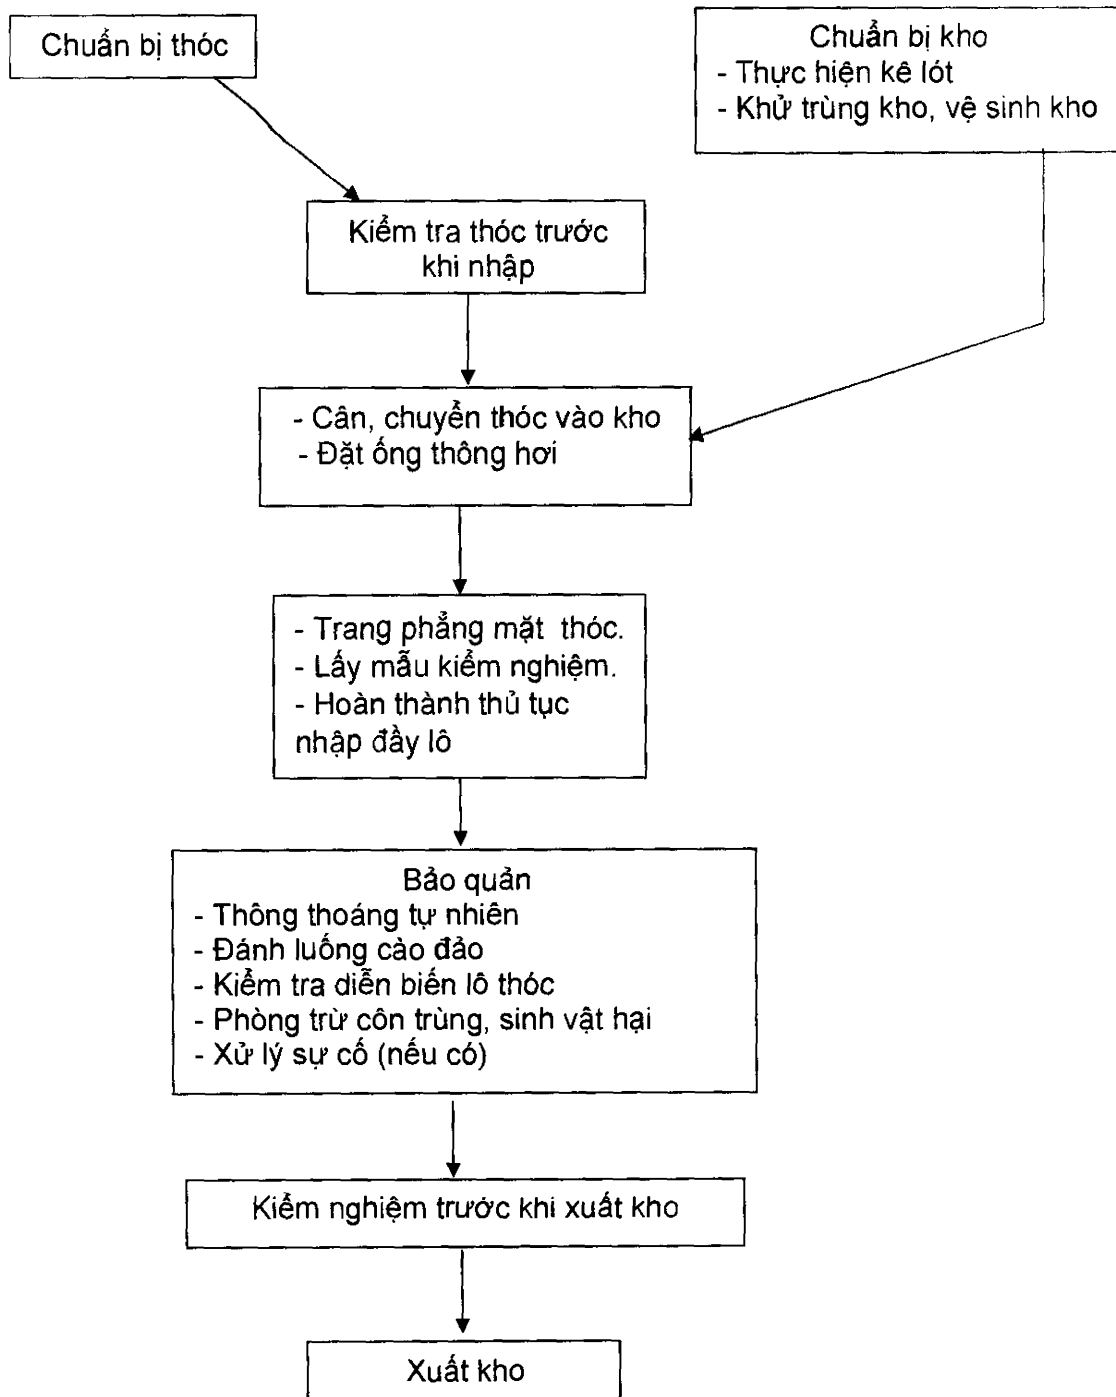 Chuẩn bị thóc
Chuẩn bị kho
- Thực hiện kê lót
- Khử trùng kho, vệ sinh kho
Kiểm tra thóc trước
khi nhập
- Cân, chuyển thóc vào kho
- Đặt ống thông hơi
- Trang phẳng mặt thóc.
- Lấy mẫu kiểm nghiệm.
- Hoàn thành thủ tục
nhập đầy lô
Bảo quản
- Thông thoáng tự nhiên
- Đánh luống cào đảo
- Kiểm tra diễn biến lô thóc
- Phòng trừ côn trùng, sinh vật hại
- Xử lý sự cố (nếu có)
Kiểm nghiệm trước khi xuất kho
Xuất kho